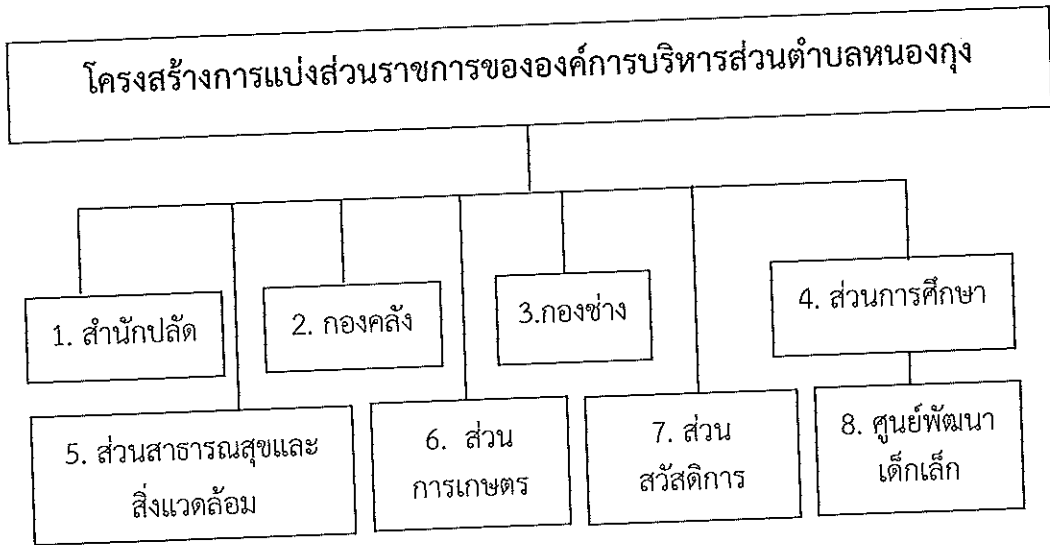 โครงสร้างการแบ่งส่วนราชการขององค์การบริหารส่วนตำบลหนองกุง
1. สำนักปลัด
2. กองคลัง
3.กองช่าง
4. ส่วนการศึกษา
5. ส่วนสาธารณสุขและ
สิ่งแวดล้อม
6. ส่วน
การเกษตร
7. ส่วน
สวัสดิการ
8. ศูนย์พัฒนา
เด็กเล็ก